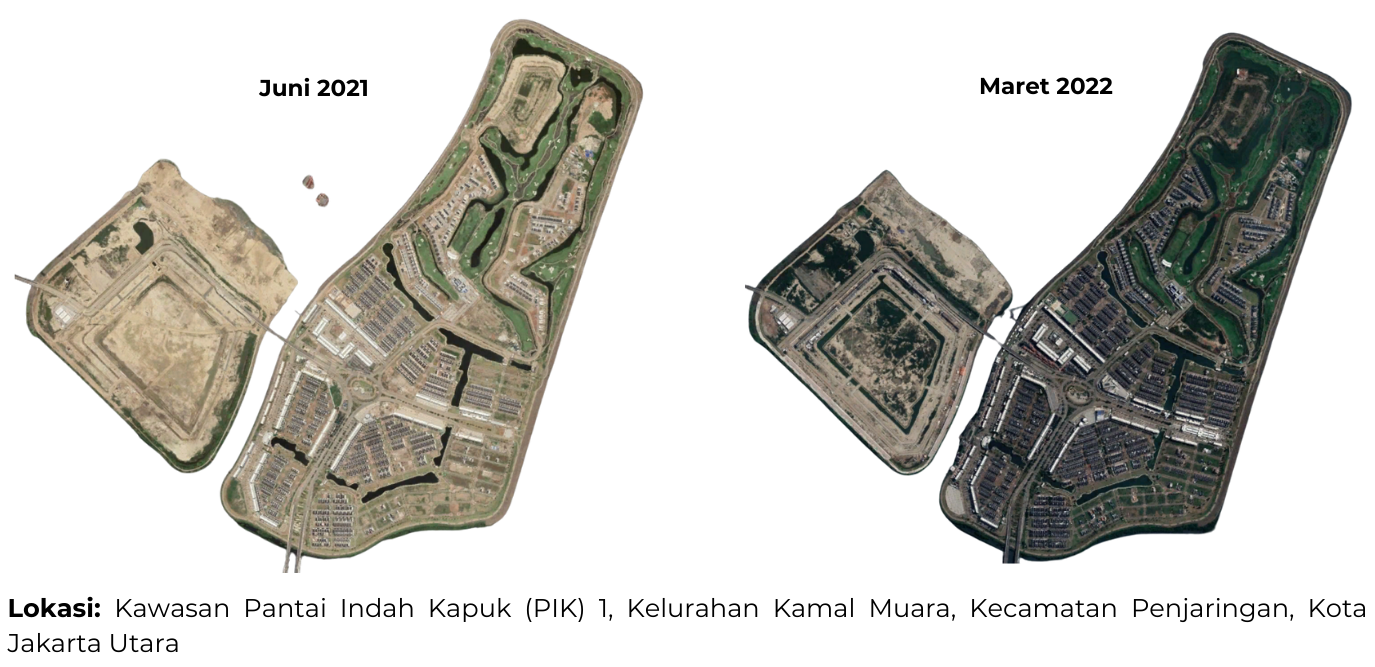 Juni 2021
Maret 2022
Lokasi: Kawasan Pantai Indah Kapuk (PIK) 1, Kelurahan Kamal Muara, Kecamatan Penjaringan, Kota
Jakarta Utara